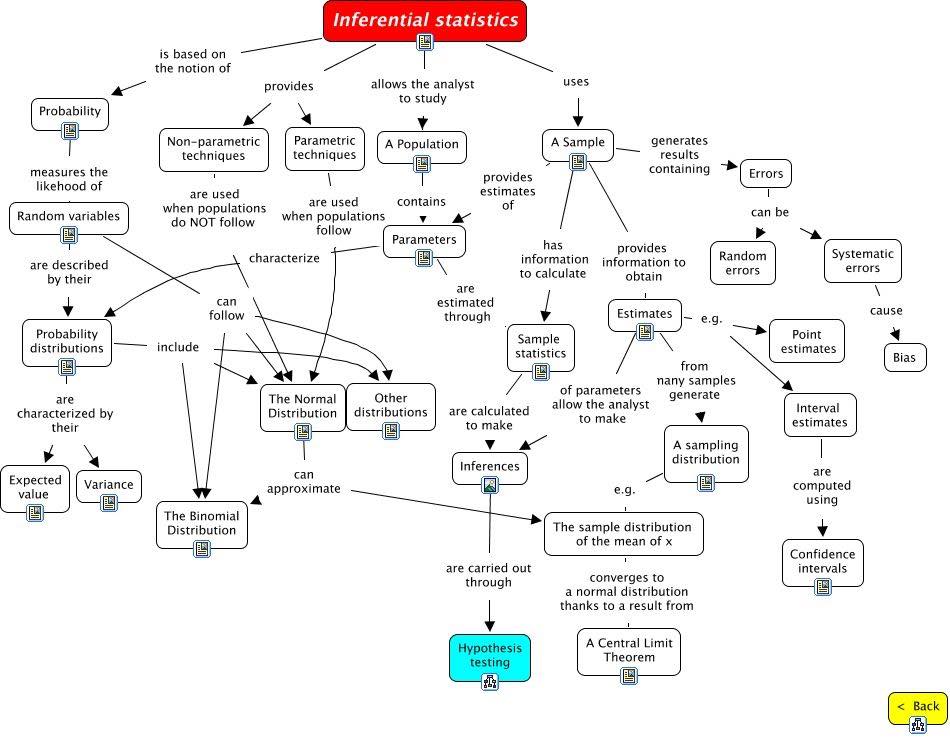 Inferential statistics
is based on
the notion of
provides
allows the analyst
to study
uses
Probability
Non-parametric
techniques
Parametric
techniques
A Population
A Sample
generates
results
containing
Errors
measures the
likehood of
are used
when populations
do NOT follow
are used
when populations
follow
contains
provides
estimates
of
can be
Random variables
Parameters
characterize
has
information
to calculate
provides
information to
obtain
Random
errors
Systematic
errors
are described
by their
are
estimated
through
can
follow
cause
Probability
distributions
include
Sample
statistics
Estimates
e.g.
Point
estimates
Bias
are
characterized by
their
The Normal
Distribution
Other
distributions
are calculated
to make
of parameters
allow the analyst
to make
from
nany samples
generate
Interval
estimates
Expected
value
Variance
The Binomial
Distribution
can
approximate
Inferences
A sampling
distribution
e.g.
are
computed
using
The sample distribution
of the mean of x
Confidence
intervals
are carried out
through
converges to
a normal distribution
thanks to a result from
Hypothesis
testing
A Central Limit
Theorem
< Back